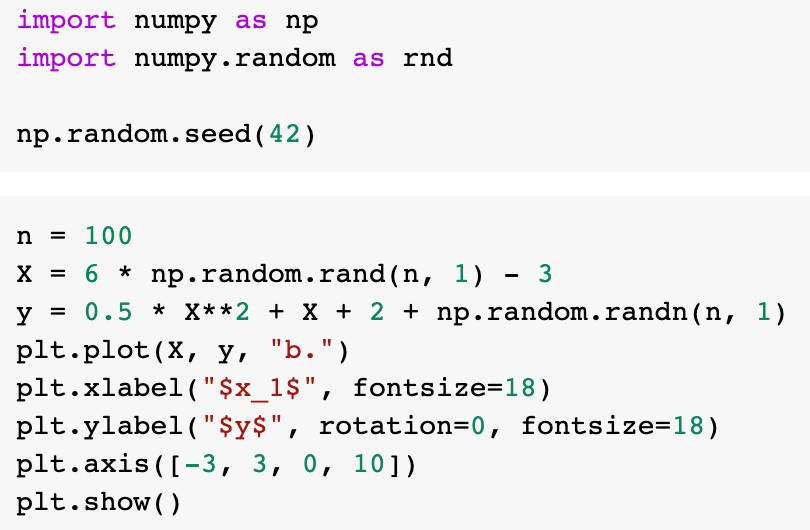 import numpy as np
import numpy.random as rnd
np.random.seed(42)
n = 100
X = 6 * np.random.rand(n, 1) - 3
y = 0.5 * X**2 + X + 2 + np.random.randn(n, 1)
plt.plot(X, y, "b.")
plt.xlabel("$x_1$", fontsize=18)
plt.ylabel("$y$", rotation=0, fontsize=18)
plt.axis([-3, 3, 0, 10])
plt.show()